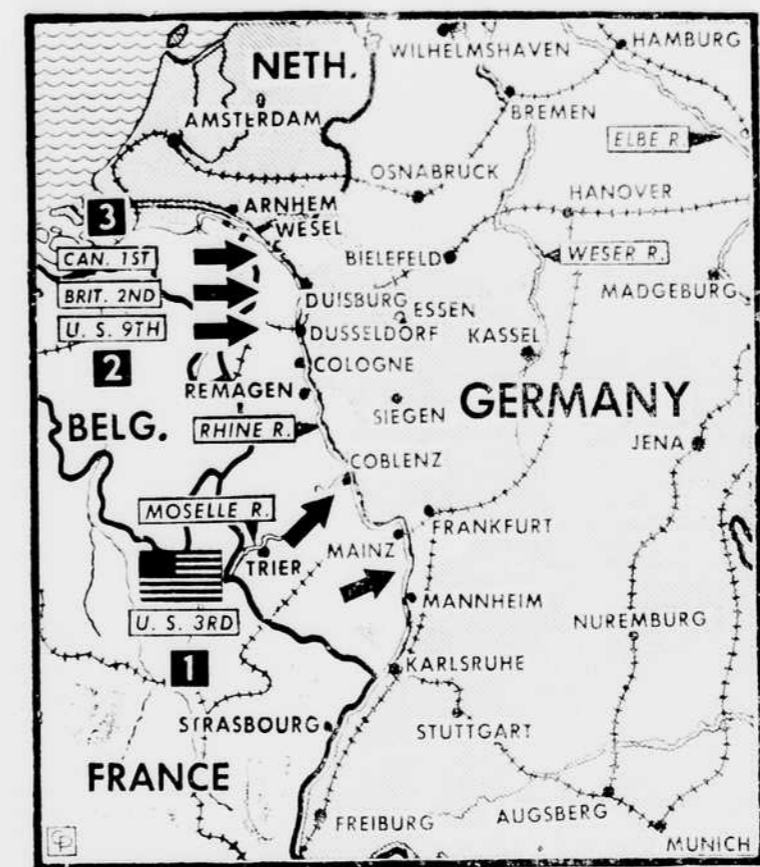 NETH.
WILHELMSHAVEN
HAMBURG
AMSTERDAM
BREMEN
ELBE R.
OSNABRUCK
HANOVER
3
ARNHEM
WESEL
CAN. 1ST
BIELEFELD
WESER R.
BRIT. 2ND
DUISBURG
MADGEBURG
ESSEN
U. S. 9TH
DUSSELDORF
KASSEL
2
COLOGNE
REMAGEN
SIEGEN
GERMANY
BELG.
RHINE R.
JENA
COBLENZ
MOSELLE R.
FRANKFURT
MAINZ
TRIER
MANNHEIM
U. S. 3RD
NUREMBURG
1
KARLSRUHE
STRASBOURG
STUTTGART
FRANCE
AUGSBERG
FREIBURG
MUNICH
CP